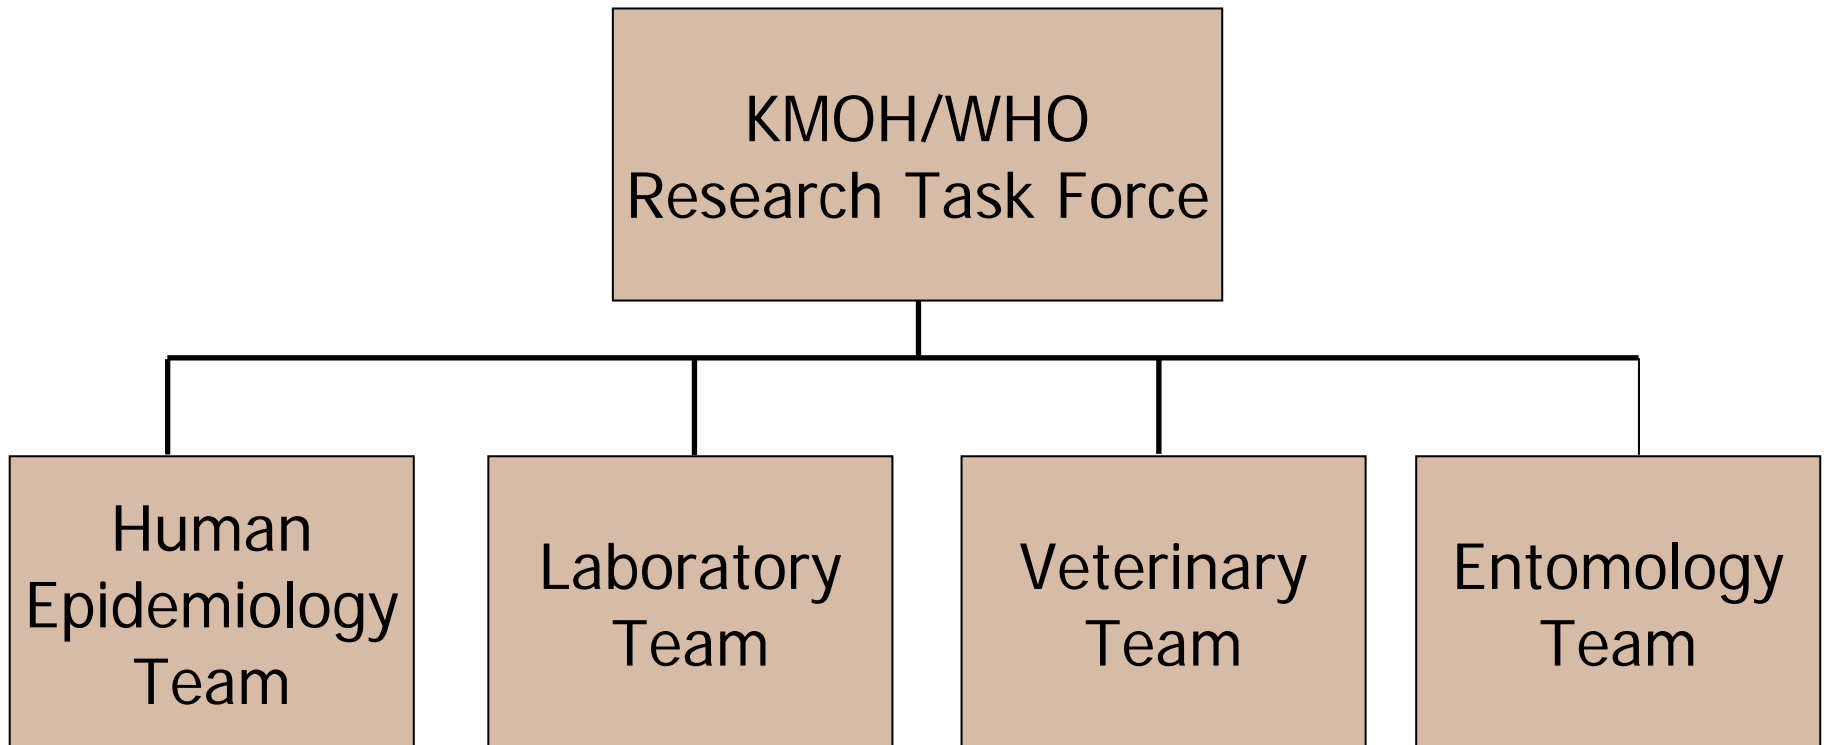 KMOH/WHO
Research Task Force
Human
Epidemiology
Team
Laboratory
Team
Veterinary
Team
Entomology
Team